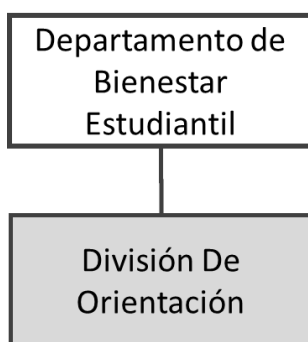 Departamento de
Bienestar
Estudiantil
División De
Orientación